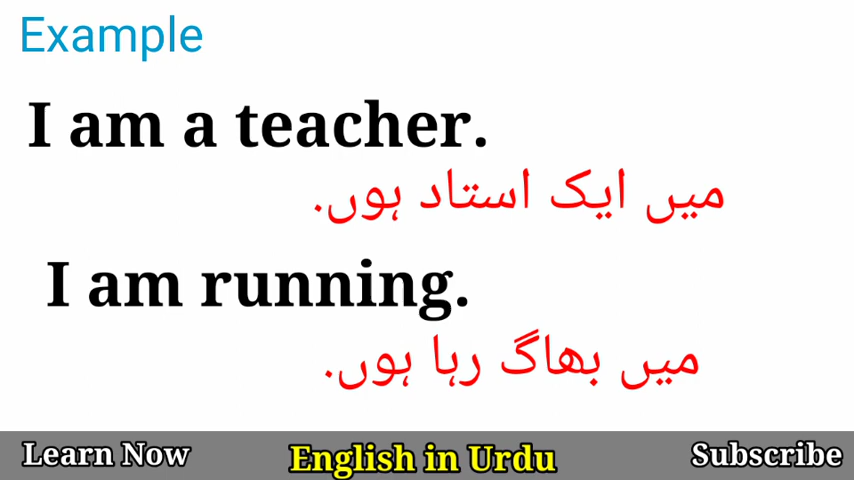 Example
I am a teacher.
میں ایک استاد ہوں.
I am running.
میں بھاگ رہا ہوں.
Learn Now
English in Urdu
Subscribe